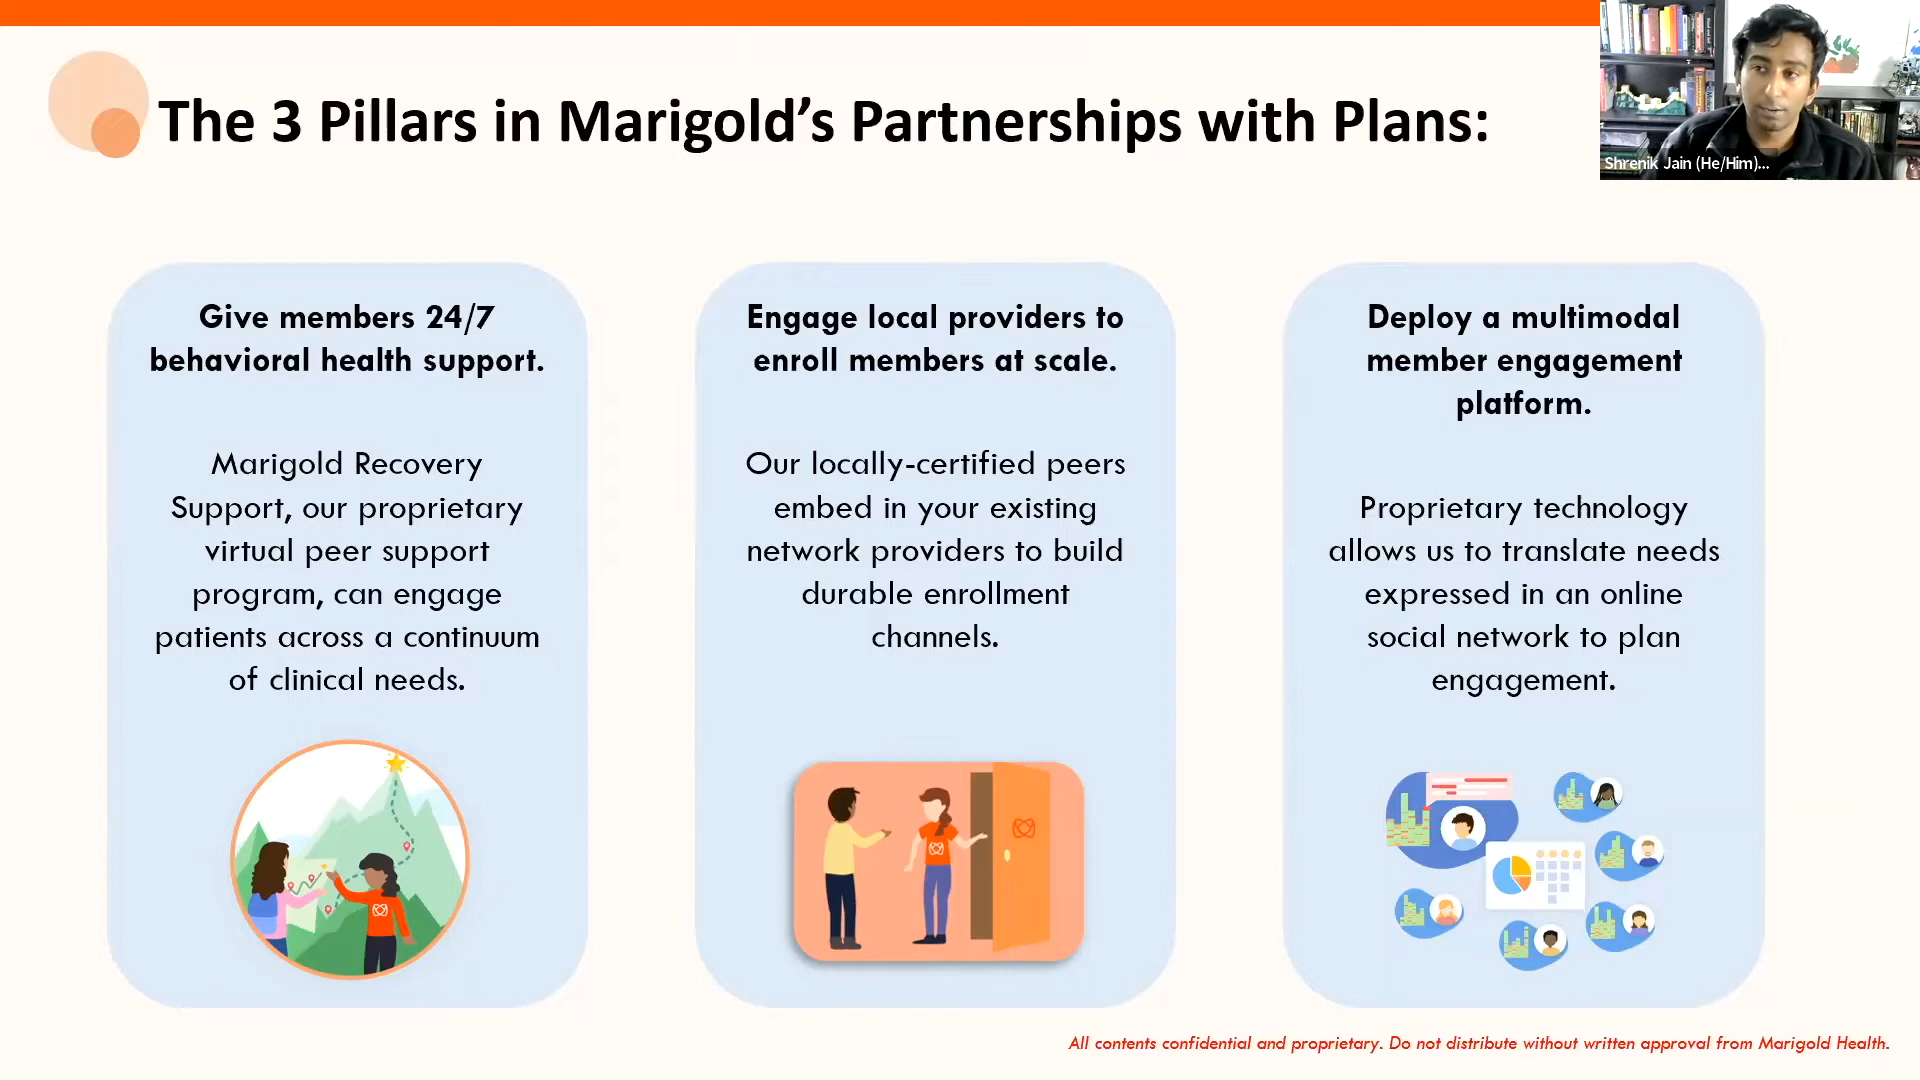 The 3 Pillars in Marigold’s Partnerships with Plans:
Shrenik Jain (He/Him)...
Give members 24/7
behavioral health support.
Marigold Recovery
Support, our proprietary
virtual peer support
program, can engage
patients across a continuum
of clinical needs.
Engage local providers to
enroll members at scale.
Our locally-certified peers
embed in your existing
network providers to build
durable enrollment
channels.
Deploy a multimodal
member engagement
platform.
Proprietary technology
allows us to translate needs
expressed in an online
social network to plan
engagement.
All contents confidential and proprietary. Do not distribute without written approval from Marigold Health.